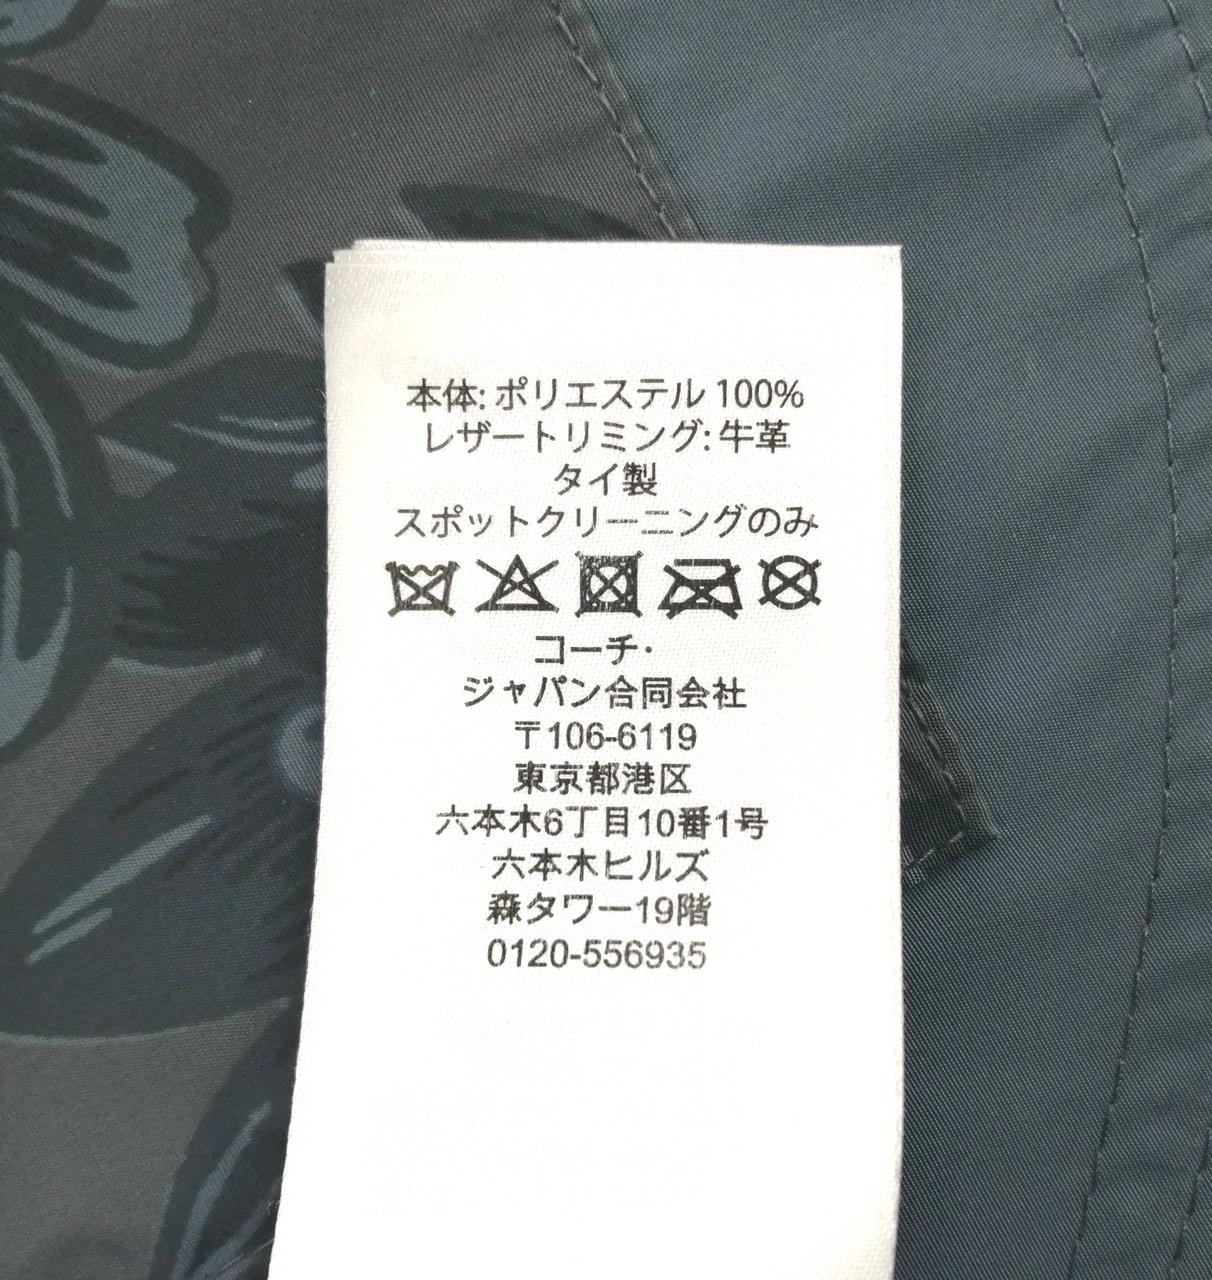 本体: ポリエステル 100%
レザートリミング: 牛革
タイ製
スポットクリーニングのみ
コーチ・
ジャパン合同会社
〒106-6119
東京都港区
六本木6丁目10番1号
六本木ヒルズ
森タワー19階
0120-556935